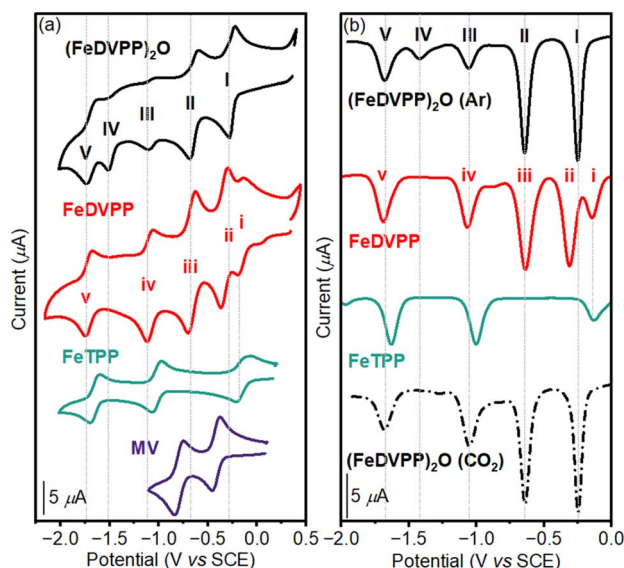 (a)
(FeDVPP)₂O
I
II
III
IV
V
FeDVPP
i
ii
iii
iv
v
FeTPP
MV
5 μA
Current (μA)
-2.0 -1.5 -1.0 -0.5 0.0 0.5
Potential (V vs SCE)
(b)
V IV III II I
(FeDVPP)₂O (Ar)
v iv iii ii i
FeDVPP
FeTPP
(FeDVPP)₂O (CO₂)
5 μA
Current (μA)
-1.5 -1.0 -0.5 0.0
Potential (V vs SCE)